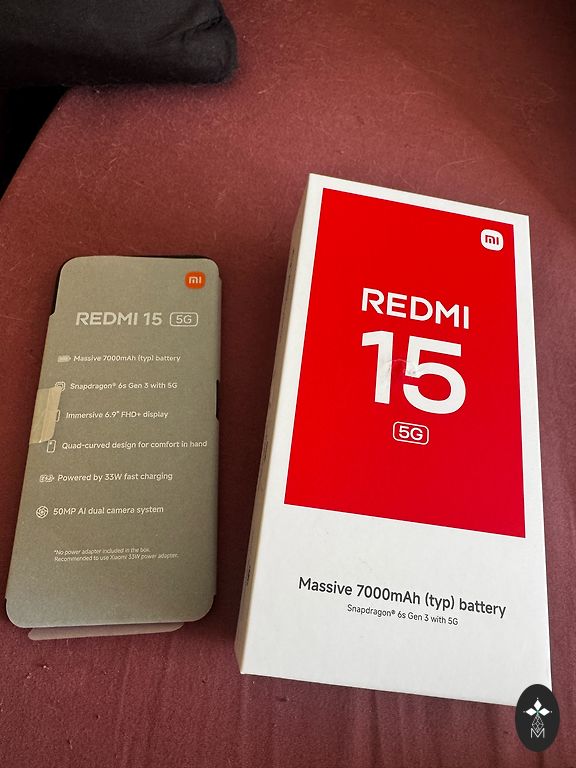 mi
REDMI 15 5G
Massive 7000mAh (typ) battery
Snapdragon® 6s Gen 3 with 5G
Immersive 6.9" FHD+ display
Quad-curved design for comfort in hand
Powered by 33W fast charging
50MP AI dual camera system
*No power adapter included in the box.
Recommended to use Xiaomi 33W power adapter.
mi
REDMI
15
5G
Massive 7000mAh (typ) battery
Snapdragon® 6s Gen 3 with 5G
M